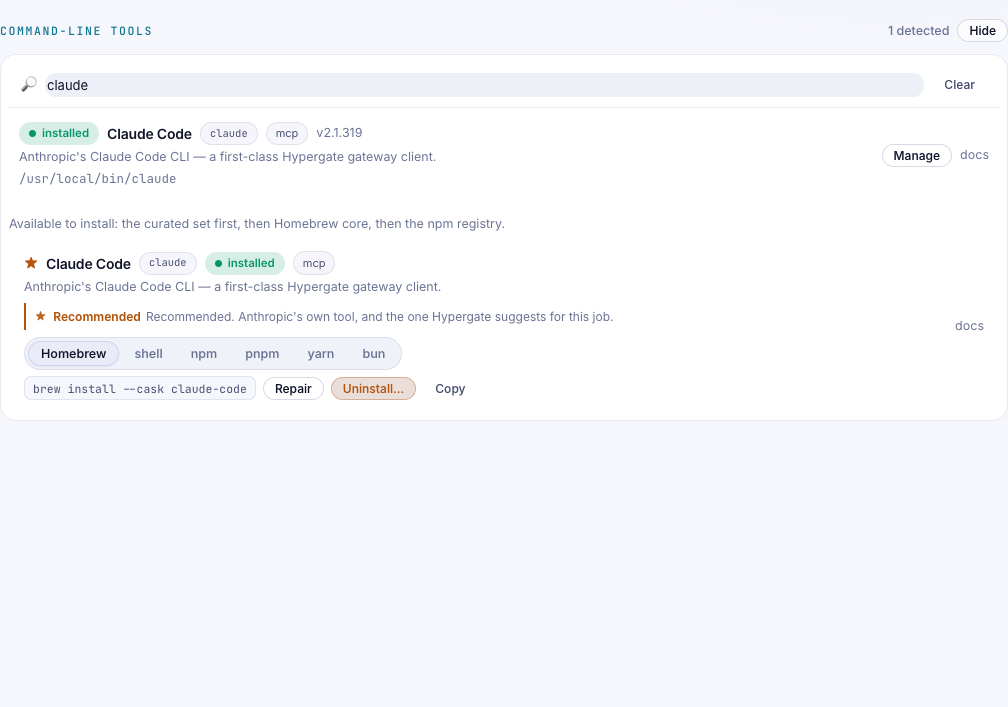 COMMAND-LINE TOOLS
1 detected Hide
claude Clear
installed Claude Code claude mcp v2.1.319
Anthropic's Claude Code CLI — a first-class Hypergate gateway client.
Manage docs
/usr/local/bin/claude
Available to install: the curated set first, then Homebrew core, then the npm registry.
Claude Code claude installed mcp
Anthropic's Claude Code CLI — a first-class Hypergate gateway client.
Recommended Recommended. Anthropic's own tool, and the one Hypergate suggests for this job.
docs
Homebrew shell npm pnpm yarn bun
brew install --cask claude-code Repair Uninstall... Copy